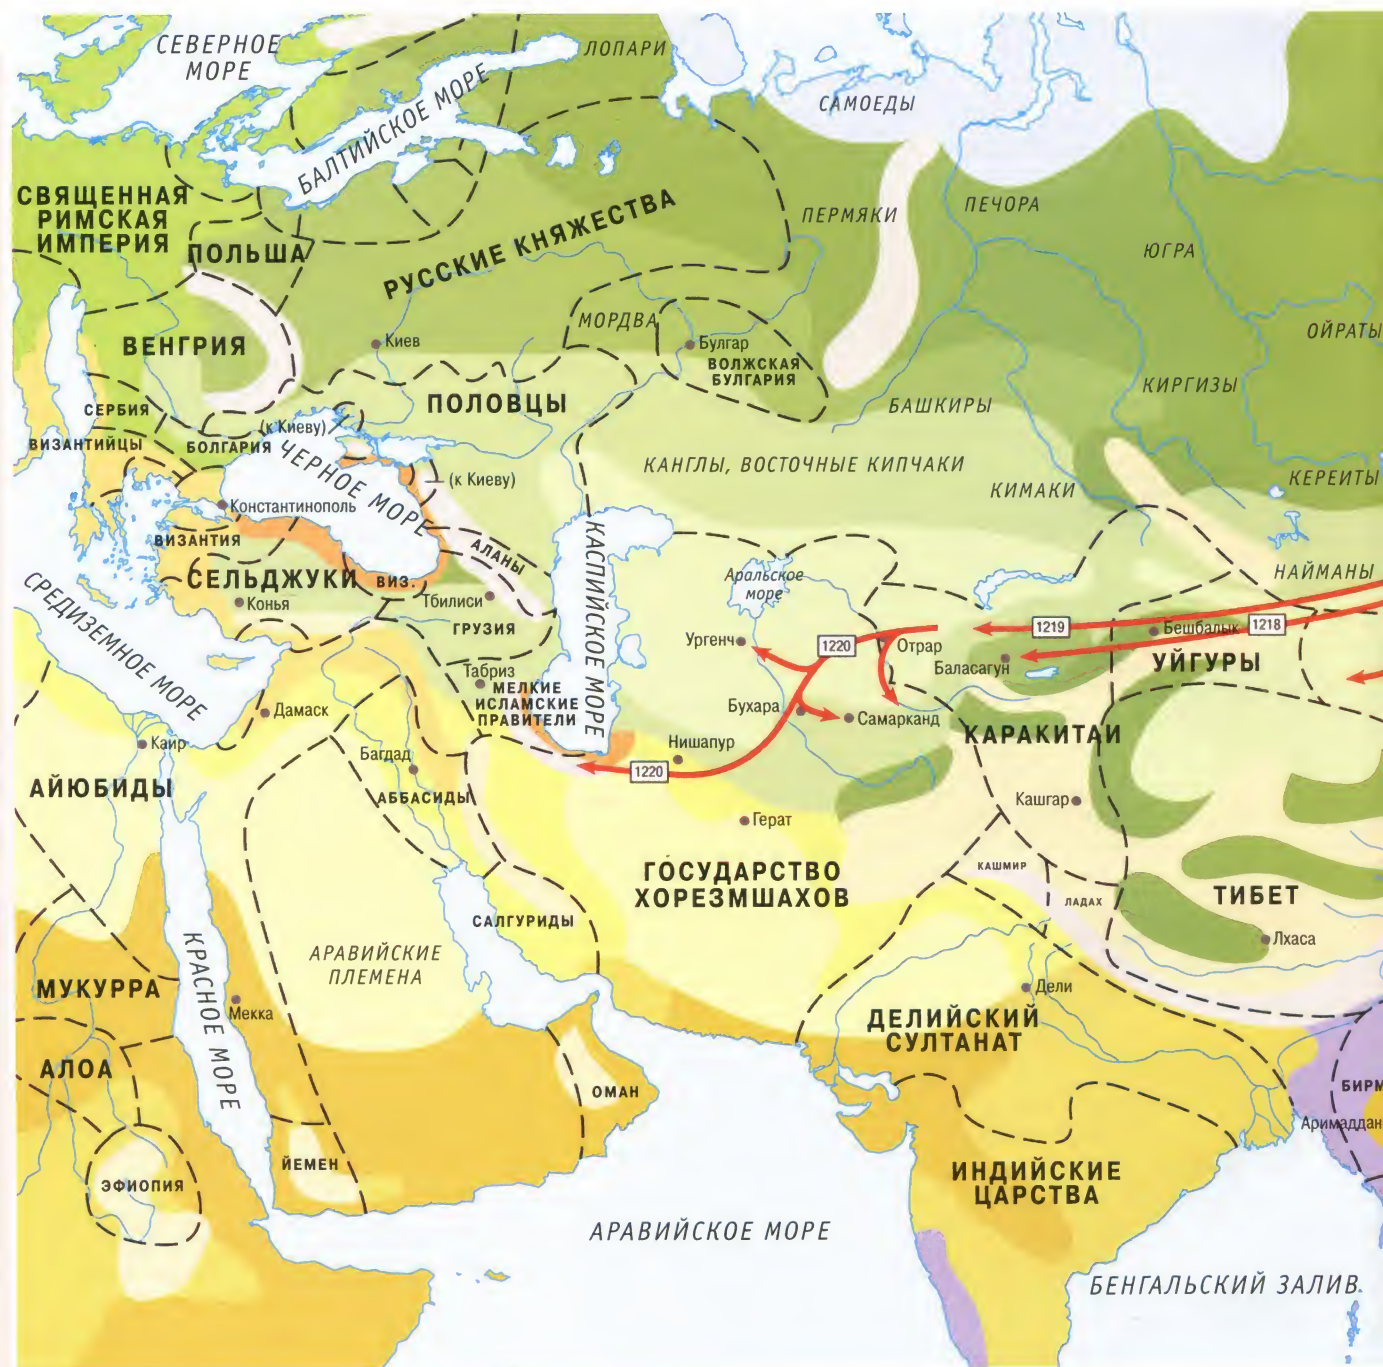 СЕВЕРНОЕ
МОРЕ
ЛОПАРИ
БАЛТИЙСКОЕ МОРЕ
САМОЕДЫ
СВЯЩЕННАЯ
РИМСКАЯ
ИМПЕРИЯ
ПОЛЬША
РУССКИЕ КНЯЖЕСТВА
ПЕРМЯКИ
ПЕЧОРА
ЮГРА
ВЕНГРИЯ
Киев
МОРДВА
Булгар
ВОЛЖСКАЯ
БУЛГАРИЯ
ОЙРАТЫ
КИРГИЗЫ
СЕРБИЯ
ПОЛОВЦЫ
БАШКИРЫ
(к Киеву)
ВИЗАНТИЙЦЫ
БОЛГАРИЯ
ЧЕРНОЕ МОРЕ
КАНГЛЫ, ВОСТОЧНЫЕ КИПЧАКИ
КИМАКИ
КЕРЕИТЫ
(к Киеву)
Константинополь
ВИЗАНТИЯ
АЛАНЫ
КАСПИЙСКОЕ МОРЕ
СЕЛЬДЖУКИ
ВИЗ.
Аральское
море
НАЙМАНЫ
СРЕДИЗЕМНОЕ МОРЕ
Конья
Тбилиси
ГРУЗИЯ
Ургенч
1220
Отрар
1219
Бешбалык
1218
Баласагун
УЙГУРЫ
Табриз
МЕЛКИЕ
ИСЛАМСКИЕ
ПРАВИТЕЛИ
Дамаск
Бухара
Самарканд
КАРАКИТАИ
Каир
Багдад
Нишапур
1220
АЙЮБИДЫ
АББАСИДЫ
Кашгар
Герат
ГОСУДАРСТВО
ХОРЕЗМШАХОВ
КАШМИР
ЛАДАХ
ТИБЕТ
Лхаса
САЛГУРИДЫ
АРАВИЙСКИЕ
ПЛЕМЕНА
КРАСНОЕ МОРЕ
МУКУРРА
Мекка
Дели
ДЕЛИЙСКИЙ
СУЛТАНАТ
АЛОА
ОМАН
БИРМ
Аримаддан
ЙЕМЕН
ЭФИОПИЯ
ИНДИЙСКИЕ
ЦАРСТВА
АРАВИЙСКОЕ МОРЕ
БЕНГАЛЬСКИЙ ЗАЛИВ